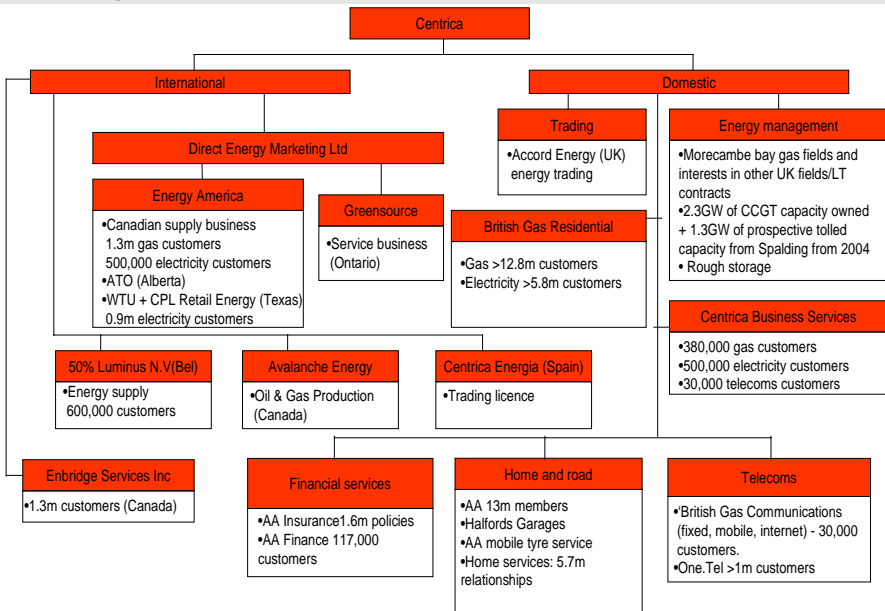 Centrica
International
Domestic
Direct Energy Marketing Ltd
Trading
•Accord Energy (UK)
energy trading
Energy management
•Morecambe bay gas fields and
interests in other UK fields/LT
contracts
•2.3GW of CCGT capacity owned
+ 1.3GW of prospective tolled
capacity from Spalding from 2004
• Rough storage
Energy America
•Canadian supply business
1.3m gas customers
500,000 electricity customers
•ATO (Alberta)
•WTU + CPL Retail Energy (Texas)
0.9m electricity customers
Greensource
•Service business
(Ontario)
British Gas Residential
•Gas >12.8m customers
•Electricity >5.8m customers
Centrica Business Services
•380,000 gas customers
•500,000 electricity customers
•30,000 telecoms customers
50% Luminus N.V(Bel)
•Energy supply
600,000 customers
Avalanche Energy
•Oil & Gas Production
(Canada)
Centrica Energia (Spain)
•Trading licence
Enbridge Services Inc
•1.3m customers (Canada)
Financial services
•AA Insurance1.6m policies
•AA Finance 117,000
customers
Home and road
•AA 13m members
•Halfords Garages
•AA mobile tyre service
•Home services: 5.7m
relationships
Telecoms
•'British Gas Communications
(fixed, mobile, internet) - 30,000
customers.
•One.Tel >1m customers